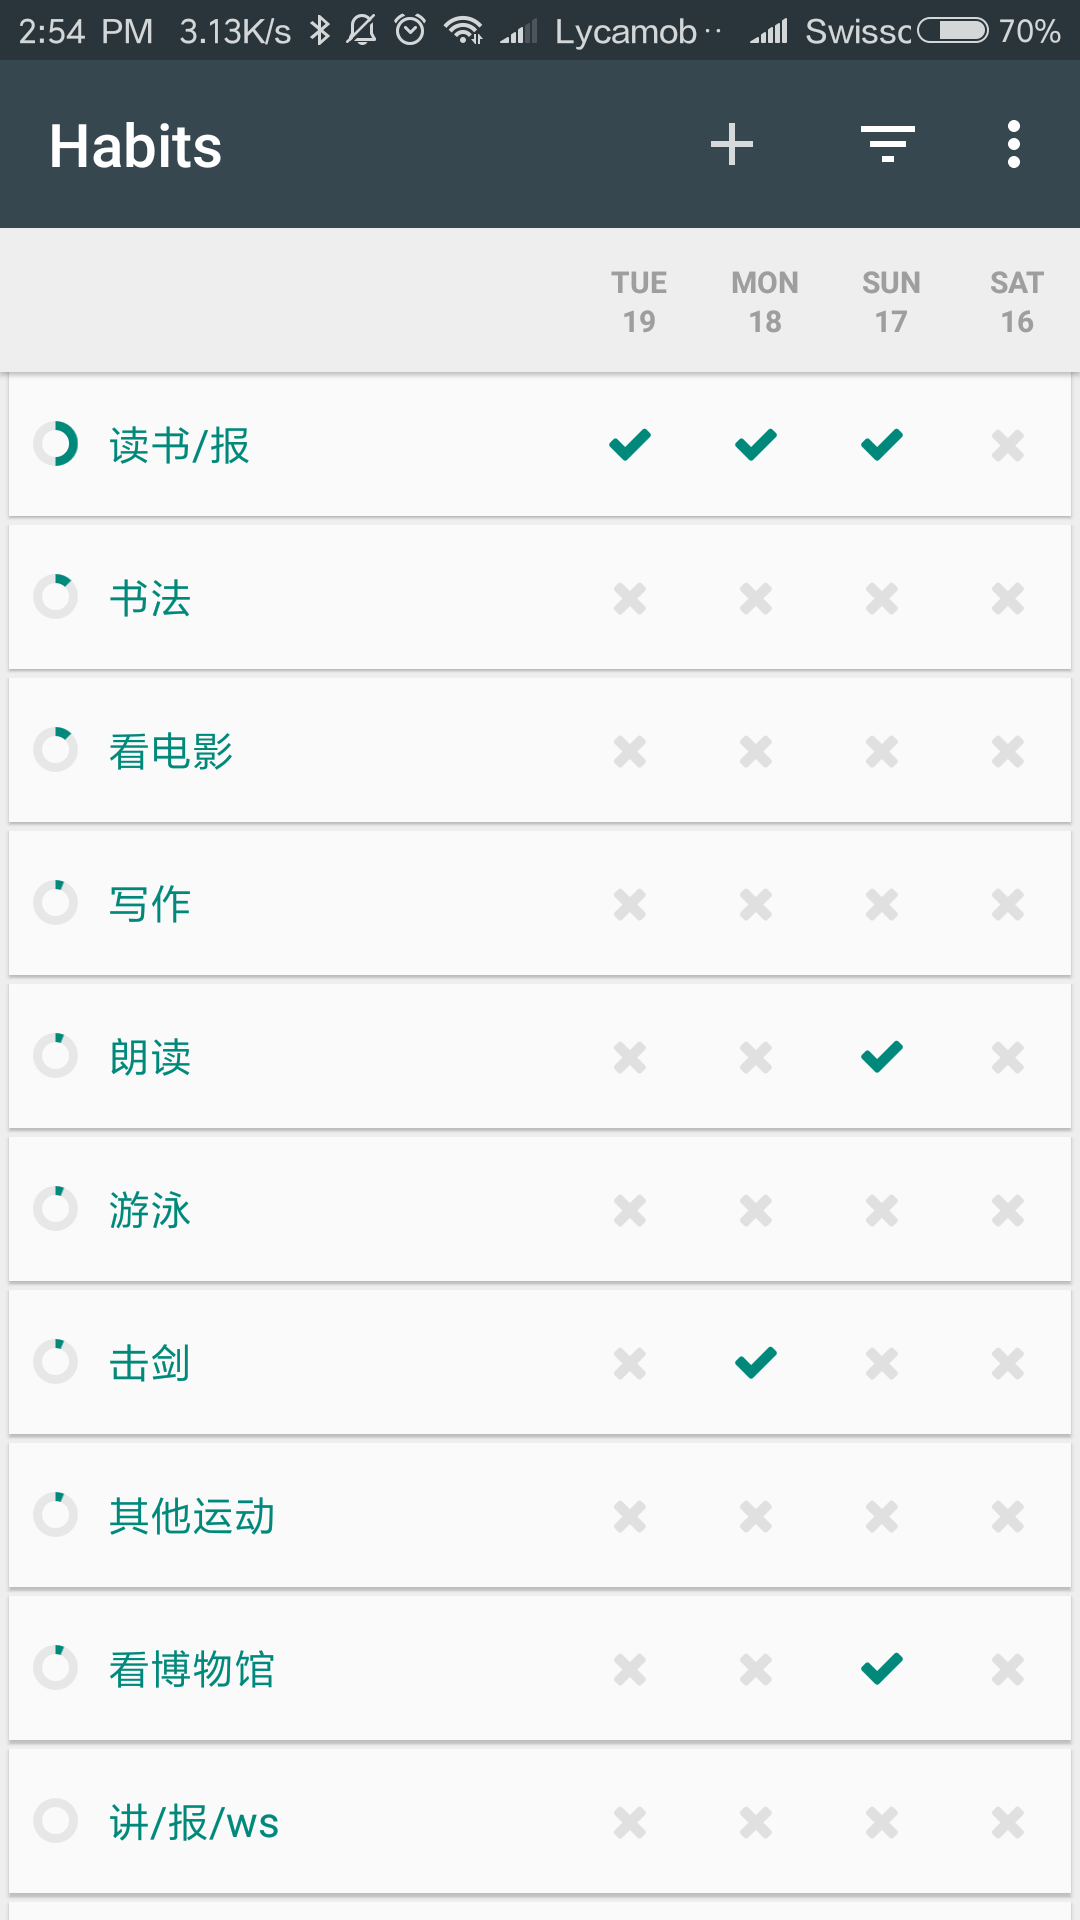 2:54 PM 3.13K/s Lycamob·· Swissc 70%
Habits
TUE MON SUN SAT
19 18 17 16
读书/报
书法
看电影
写作
朗读
游泳
击剑
其他运动
看博物馆
讲/报/ws